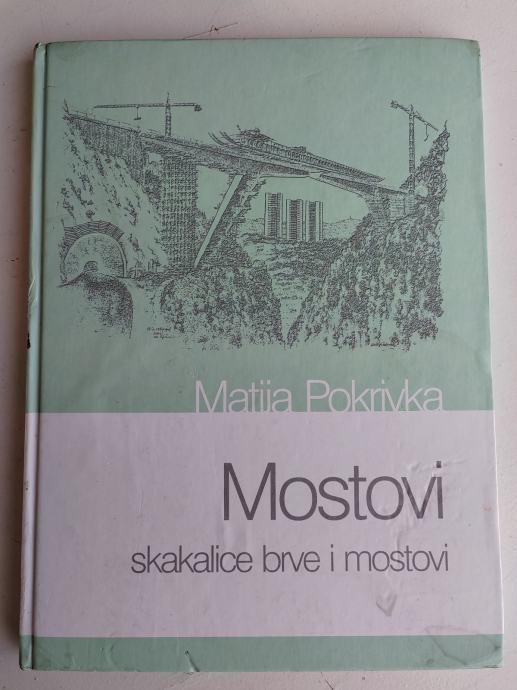 Matija Pokrivka
Mostovi
skakalice brve i mostovi